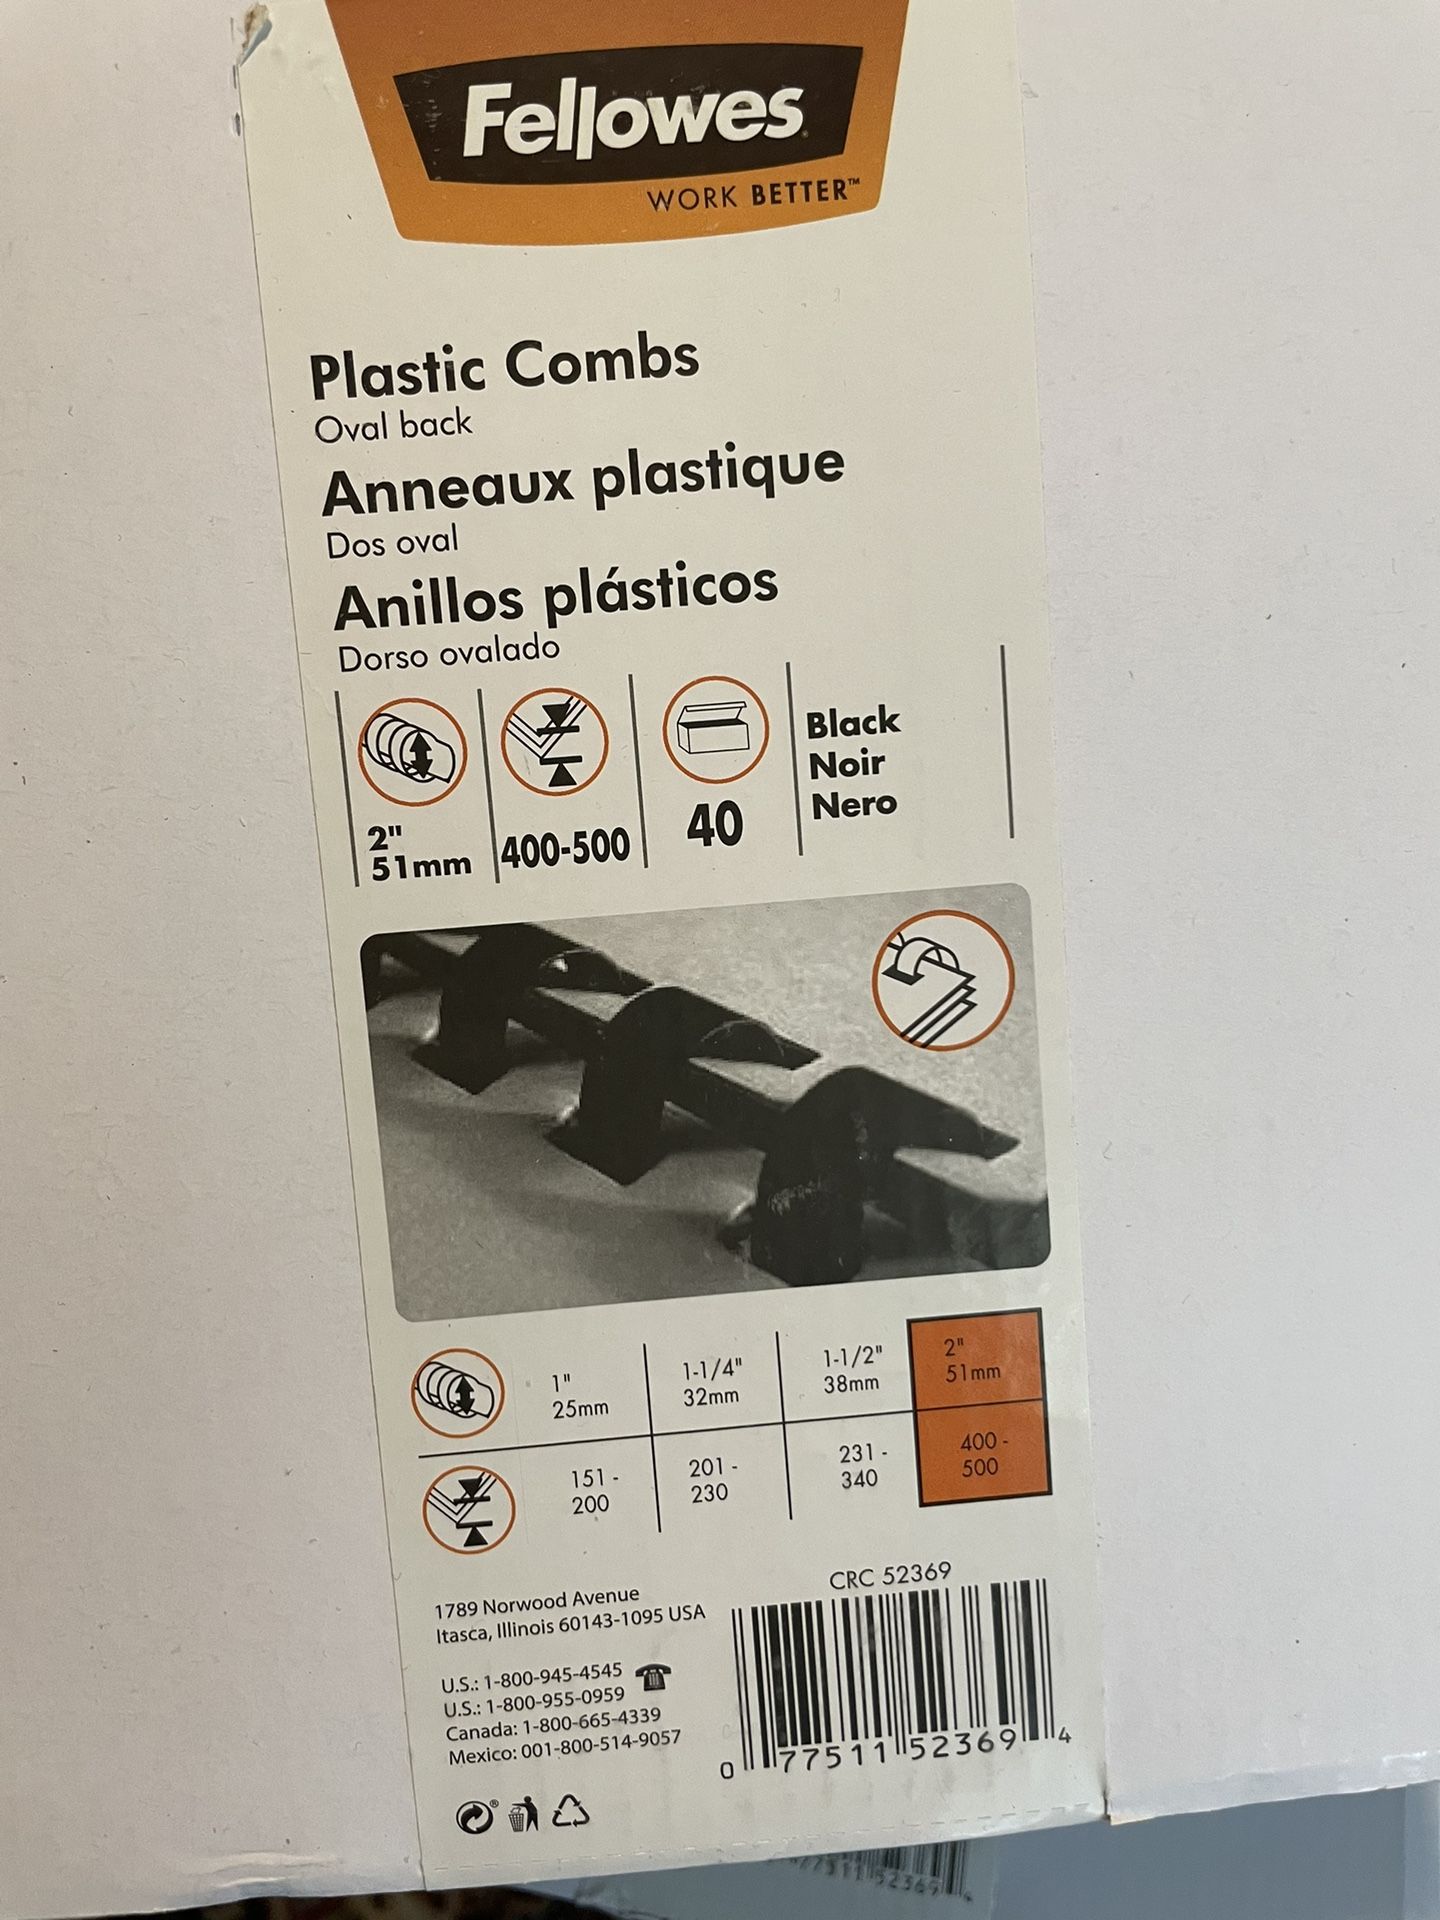 Fellowes
WORK BETTER™
Plastic Combs
Oval back
Anneaux plastique
Dos oval
Anillos plásticos
Dorso ovalado
2"
51mm
400-500
40
Black
Noir
Nero
1"
25mm
1-1/4"
32mm
1-1/2"
38mm
2"
51mm
151 -
200
201 -
230
231 -
340
400 -
500
1789 Norwood Avenue
Itasca, Illinois 60143-1095 USA
U.S.: 1-800-945-4545
U.S.: 1-800-955-0959
Canada: 1-800-665-4339
Mexico: 001-800-514-9057
CRC 52369
0 77511 52369 4